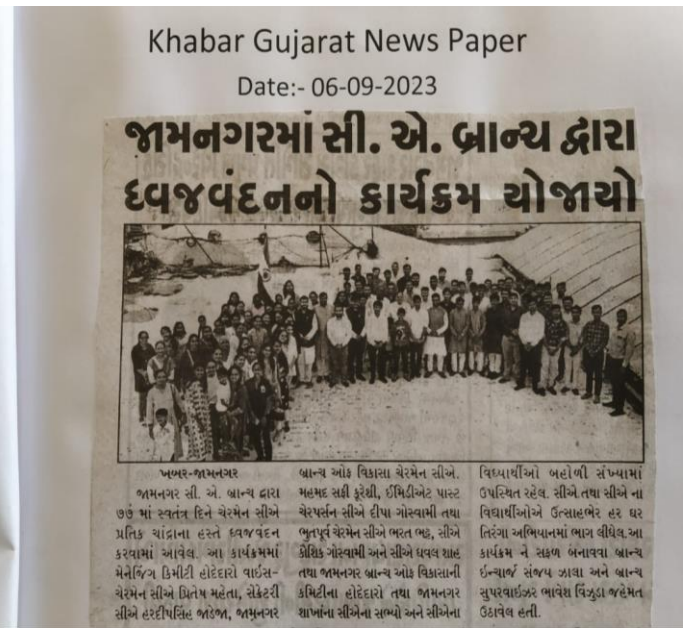 Khabar Gujarat News Paper
Date:- 06-09-2023
જામનગરમાં સી. એ. બ્રાન્ચ દ્વારા
ધ્વજવંદનનો કાર્યક્રમ યોજાયો
ખબર-જામનગર
જામનગર સી. એ. બ્રાન્ચ દ્વારા
૭૭ માં સ્વતંત્ર દિને ચેરમેન સીએ
પ્રતિક ચાંદ્રાના હસ્તે ધ્વજવંદન
કરવામાં આવેલ. આ કાર્યક્રમમાં
મેનેજિંગ કિમીટી હોદેદારો વાઇસ-
ચેરમેન સીએ પ્રિતેષ મહેતા, સેક્રેટરી
સીએ હરદીપસિંહ જાડેજા, જામનગર
બ્રાન્ચ ઓફ વિકાસા ચેરમેન સીએ.
મહમદ સફી કુરેશી, ઈમિડીએટ પાસ્ટ
ચેરપર્સન સીએ દીપા ગોસ્વામી તથા
ભુતપૂર્વ ચેરમેન સીએ ભરત ભટ્ટ, સીએ
કૌશિક ગોસ્વામી અને સીએ ધવલ શાહ
તથા જામનગર બ્રાન્ચ ઓફ વિકાસાની
કમિટીના હોદેદારો તથા જામનગર
શાખાના સીએના સભ્યો અને સીએના
વિધ્યાર્થીઓ બહોળી સંખ્યામાં
ઉપસ્થિત રહેલ. સીએ તથા સીએ ના
વિદ્યાર્થીઓએ ઉત્સાહભેર હર ઘર
તિરંગા અભિયાનમાં ભાગ લીધેલ. આ
કાર્યક્રમ ને સફળ બનાવવા બ્રાન્ચ
ઇન્ચાર્જ સંજય ઝાલા અને બ્રાન્ચ
સુપરવાઈઝર ભાવેશ વિંઝુડા જહેમત
ઉઠાવેલ હતી.